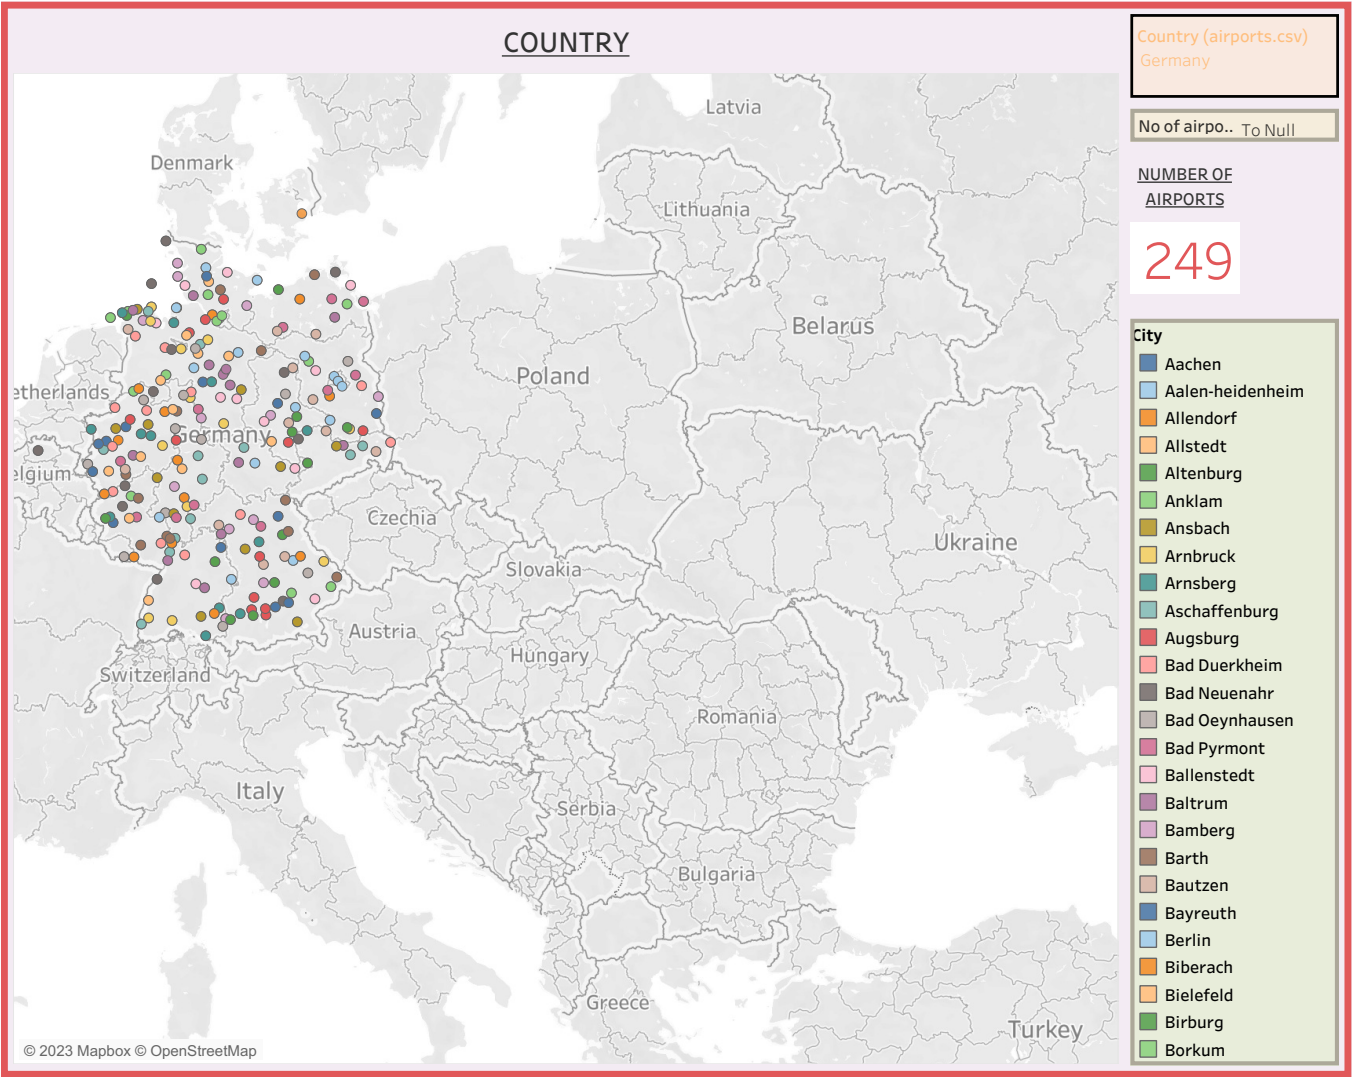 COUNTRY
Country (airports.csv)
Germany
No of airpo.. To Null
NUMBER OF
AIRPORTS
249
City
Aachen
Aalen-heidenheim
Allendorf
Allstedt
Altenburg
Anklam
Ansbach
Arnbruck
Arnsberg
Aschaffenburg
Augsburg
Bad Duerkheim
Bad Neuenahr
Bad Oeynhausen
Bad Pyrmont
Ballenstedt
Baltrum
Bamberg
Barth
Bautzen
Bayreuth
Berlin
Biberach
Bielefeld
Birburg
Borkum
Latvia
Denmark
Lithuania
Belarus
Poland
etherlands
Germany
elgium
Czechia
Ukraine
Slovakia
Austria
Hungary
Switzerland
Romania
Italy
Serbia
Bulgaria
Greece
Turkey
© 2023 Mapbox © OpenStreetMap